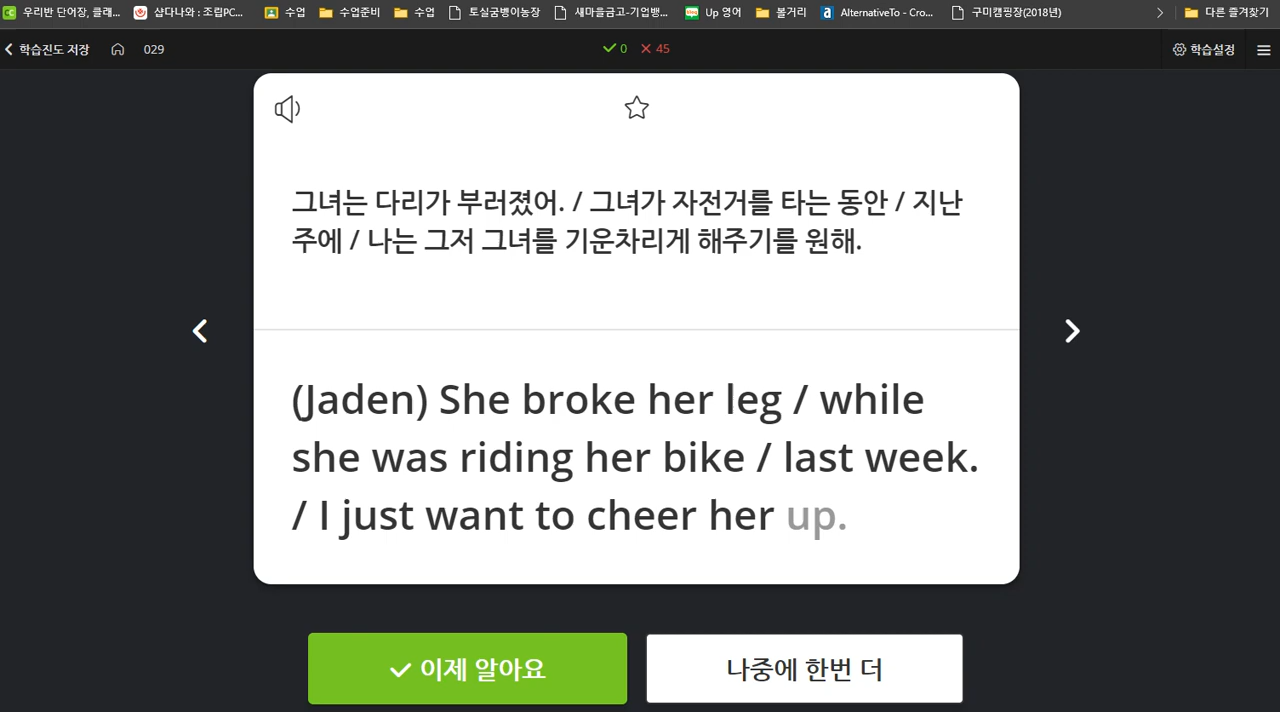 우리반 단어장, 클래... 샵다나와 : 조립PC... 수업 수업준비 수업 토실굼벵이농장 새마을금고-기업뱅... Up 영어 볼거리 AlternativeTo - Cro... 구미캠핑장(2018년) 다른 즐겨찾기
학습진도 저장 029 0 45 학습설정
그녀는 다리가 부러졌어. / 그녀가 자전거를 타는 동안 / 지난
주에 / 나는 그저 그녀를 기운차리게 해주기를 원해.
(Jaden) She broke her leg / while
she was riding her bike / last week.
/ I just want to cheer her up.
이제 알아요 나중에 한번 더